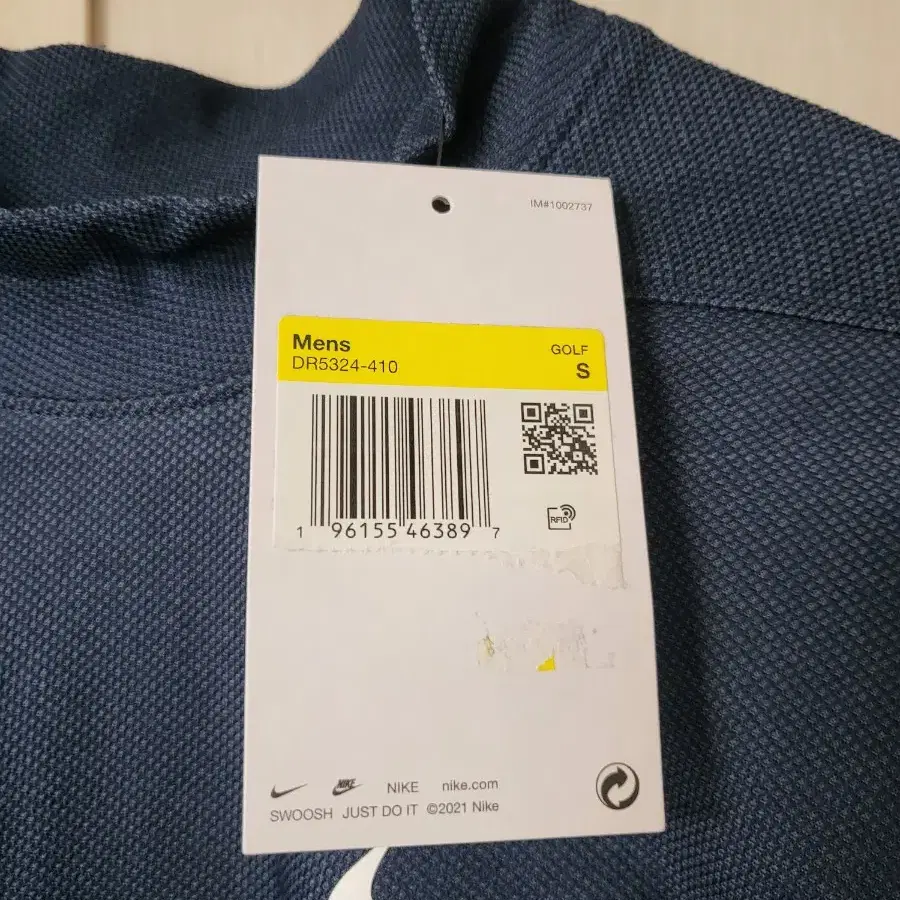 IM#1002737
Mens
GOLF
DR5324-410
S
1 96155 46389 7
RFID
NIKE
NIKE
nike.com
SWOOSH JUST DO IT ©2021 Nike